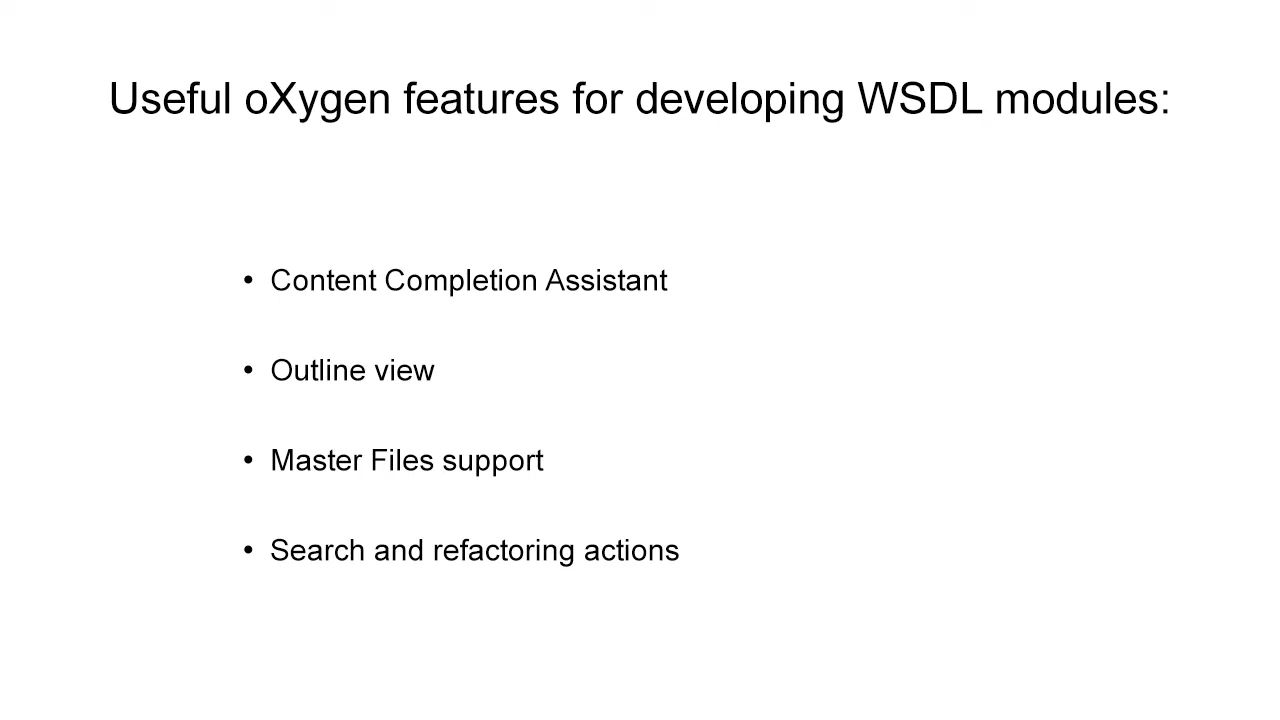 Useful oXygen features for developing WSDL modules:
• Content Completion Assistant
• Outline view
• Master Files support
• Search and refactoring actions